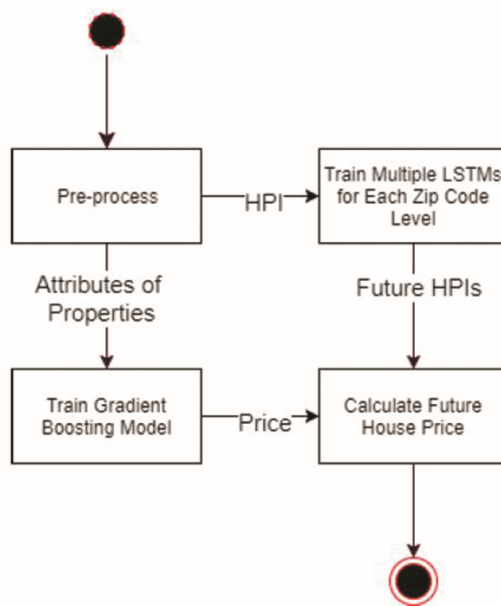 Pre-process
HPI
Train Multiple LSTMs
for Each Zip Code
Level
Attributes of
Properties
Future HPIs
Train Gradient
Boosting Model
Price
Calculate Future
House Price